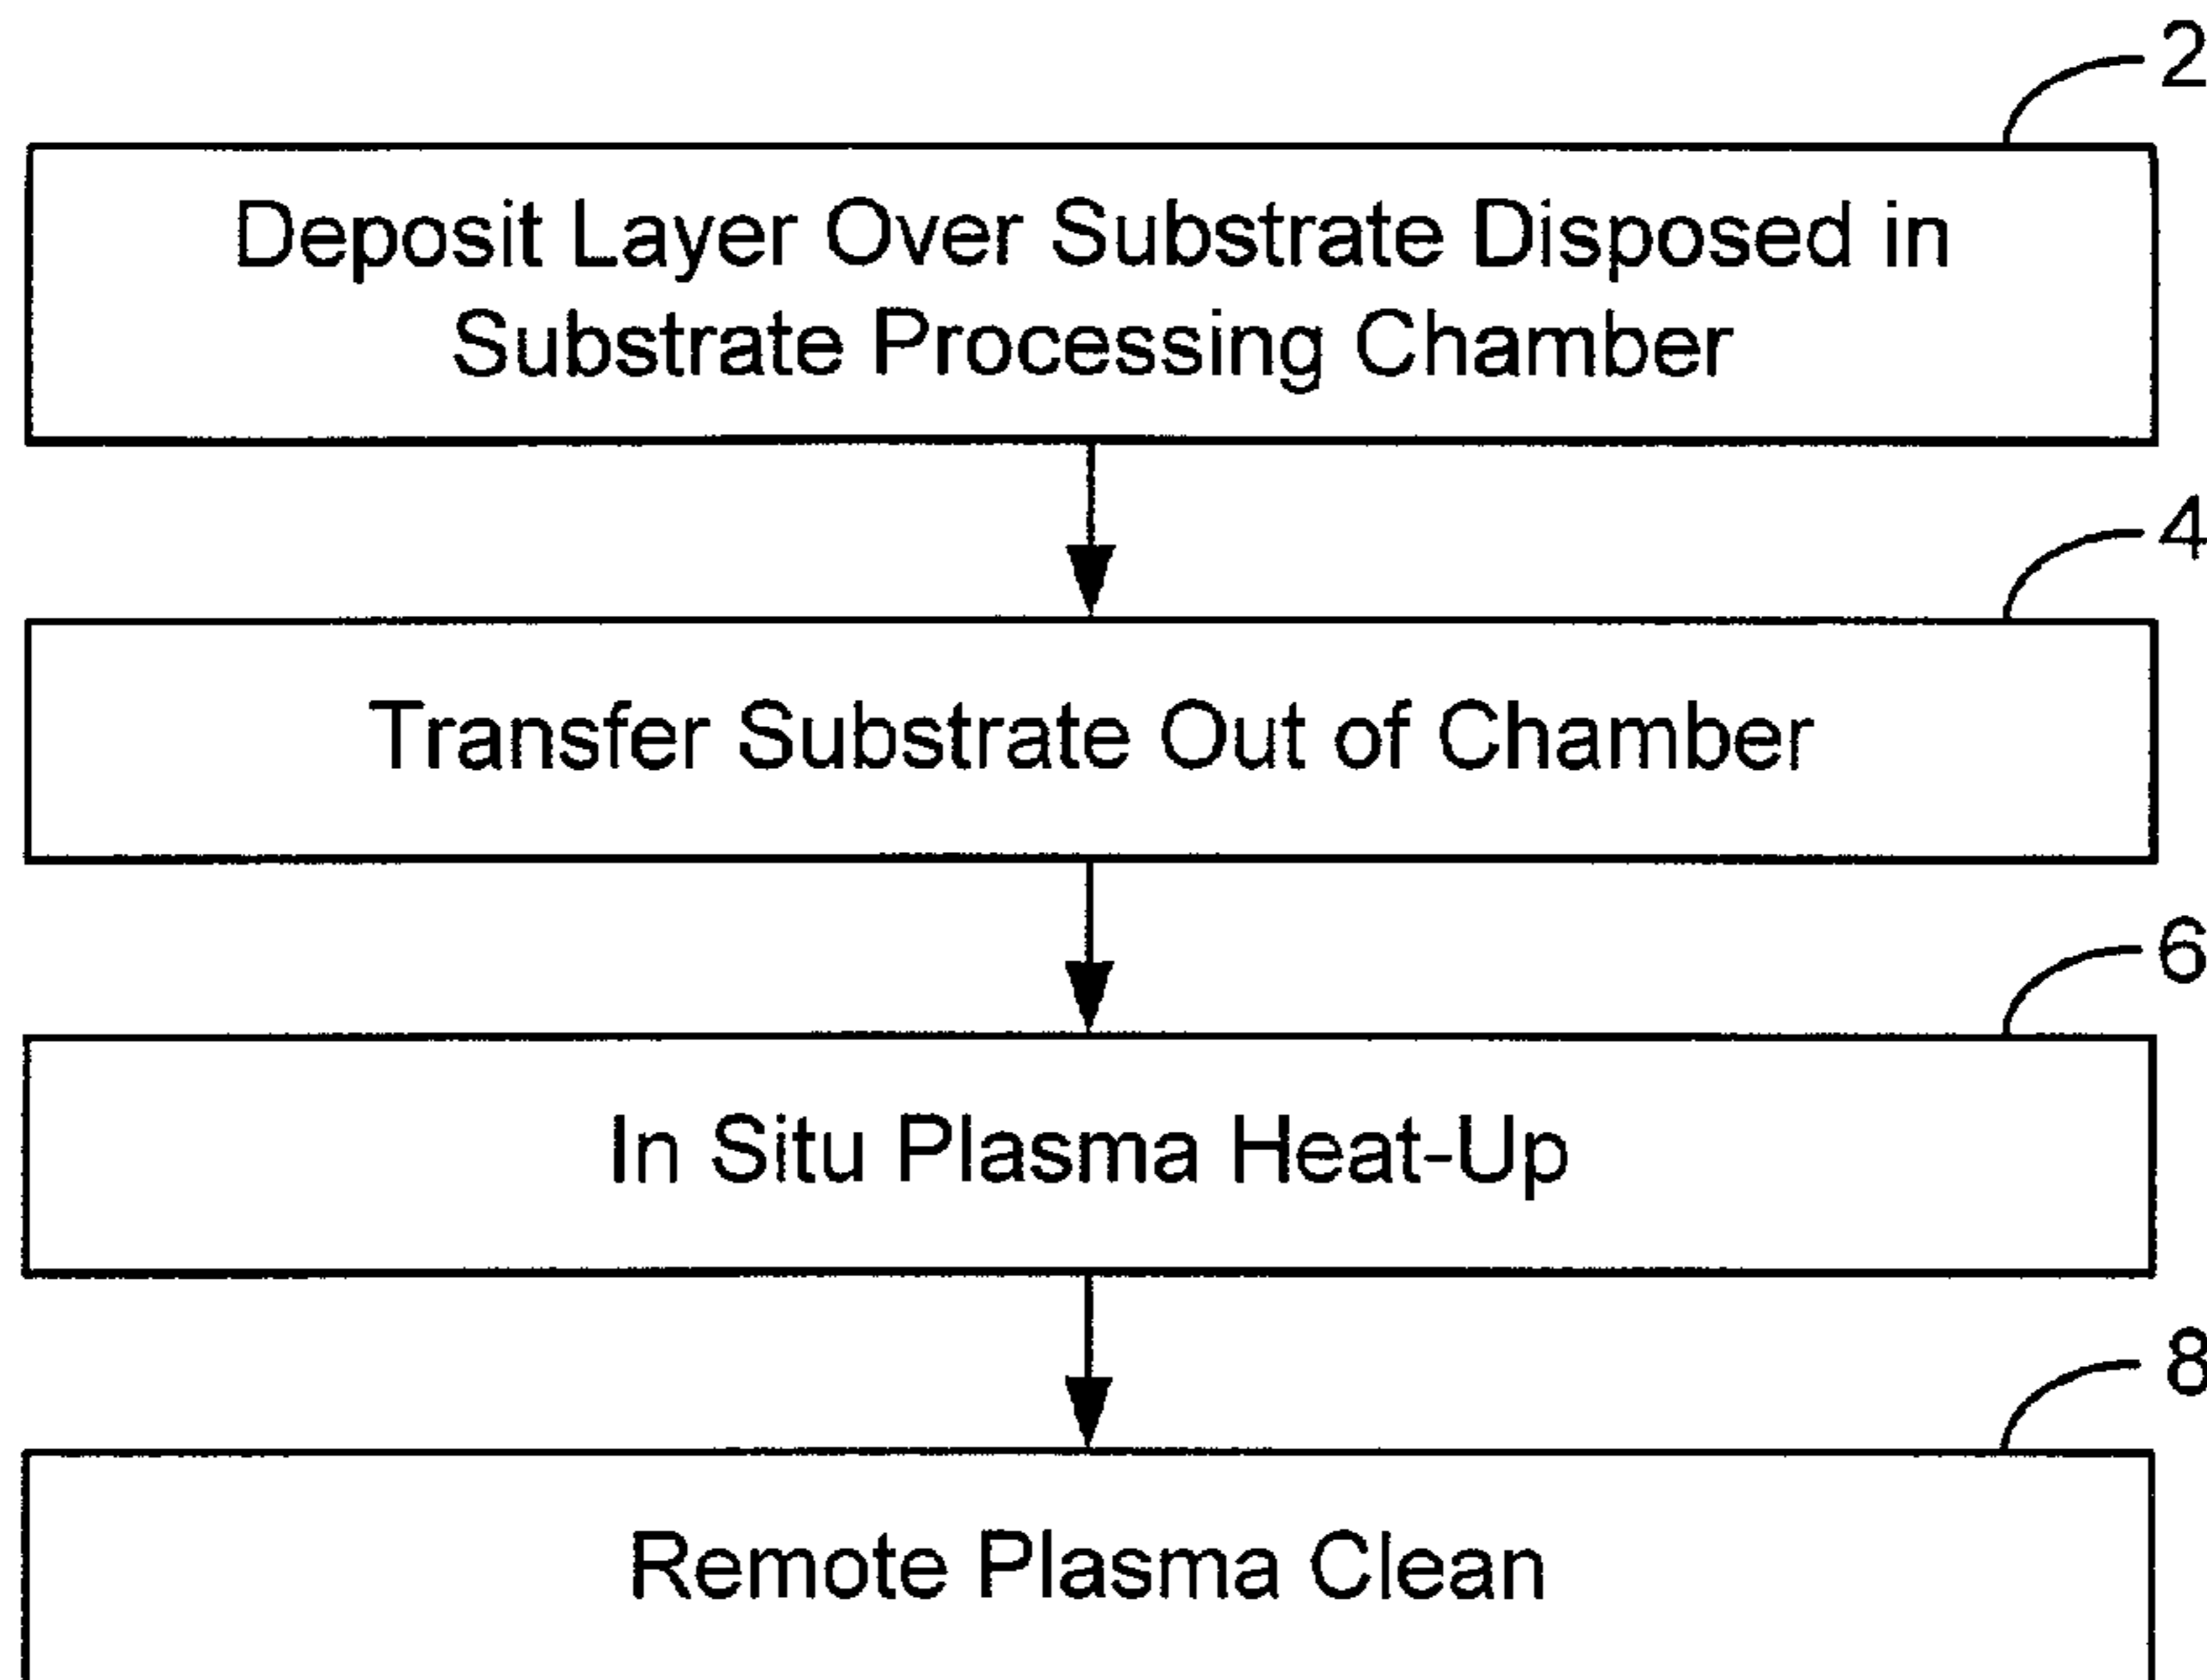 2
Deposit Layer Over Substrate Disposed in
Substrate Processing Chamber
4
Transfer Substrate Out of Chamber
6
In Situ Plasma Heat-Up
8
Remote Plasma Clean